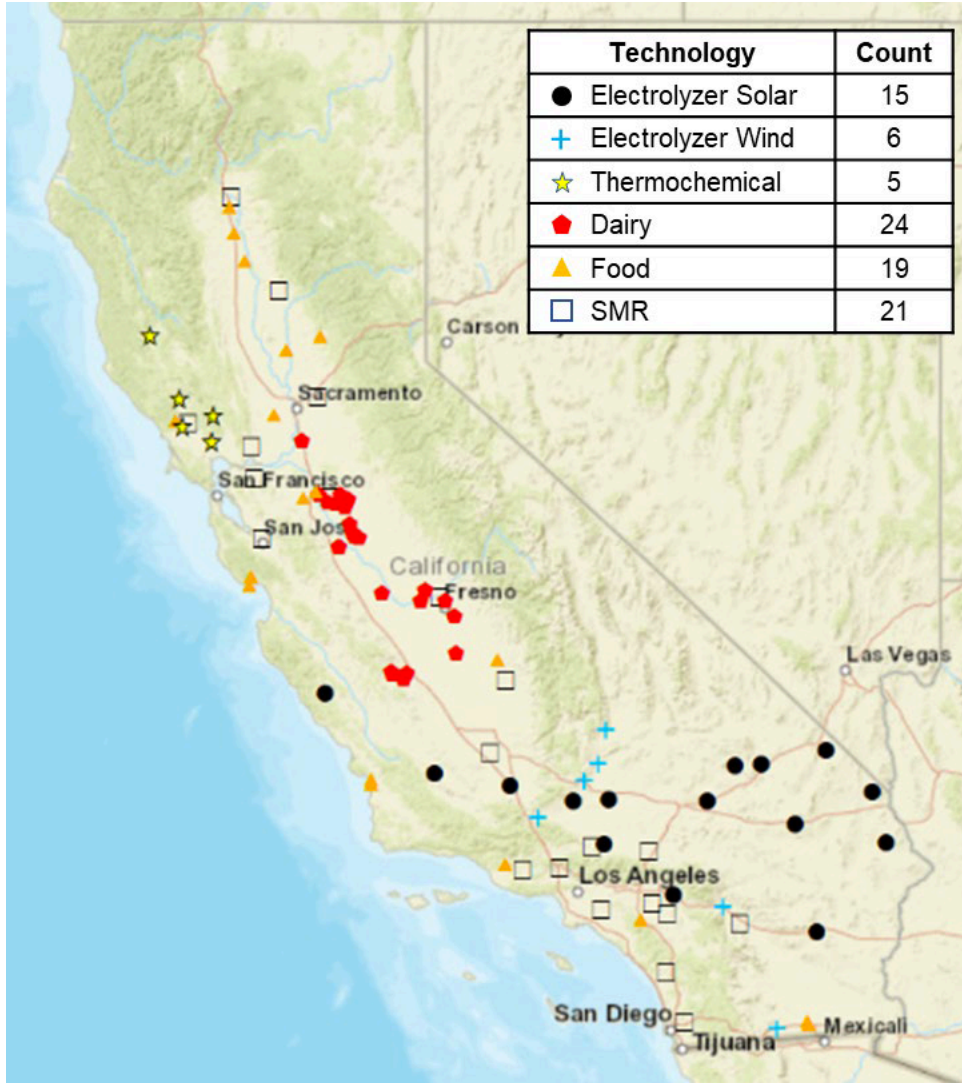 Technology Count
Electrolyzer Solar 15
Electrolyzer Wind 6
Thermochemical 5
Dairy 24
Food 19
SMR 21
Carson
Sacramento
San Francisco
San Jos
California
Fresno
Las Vegas
Los Angeles
San Diego
Mexicali
Tijuana